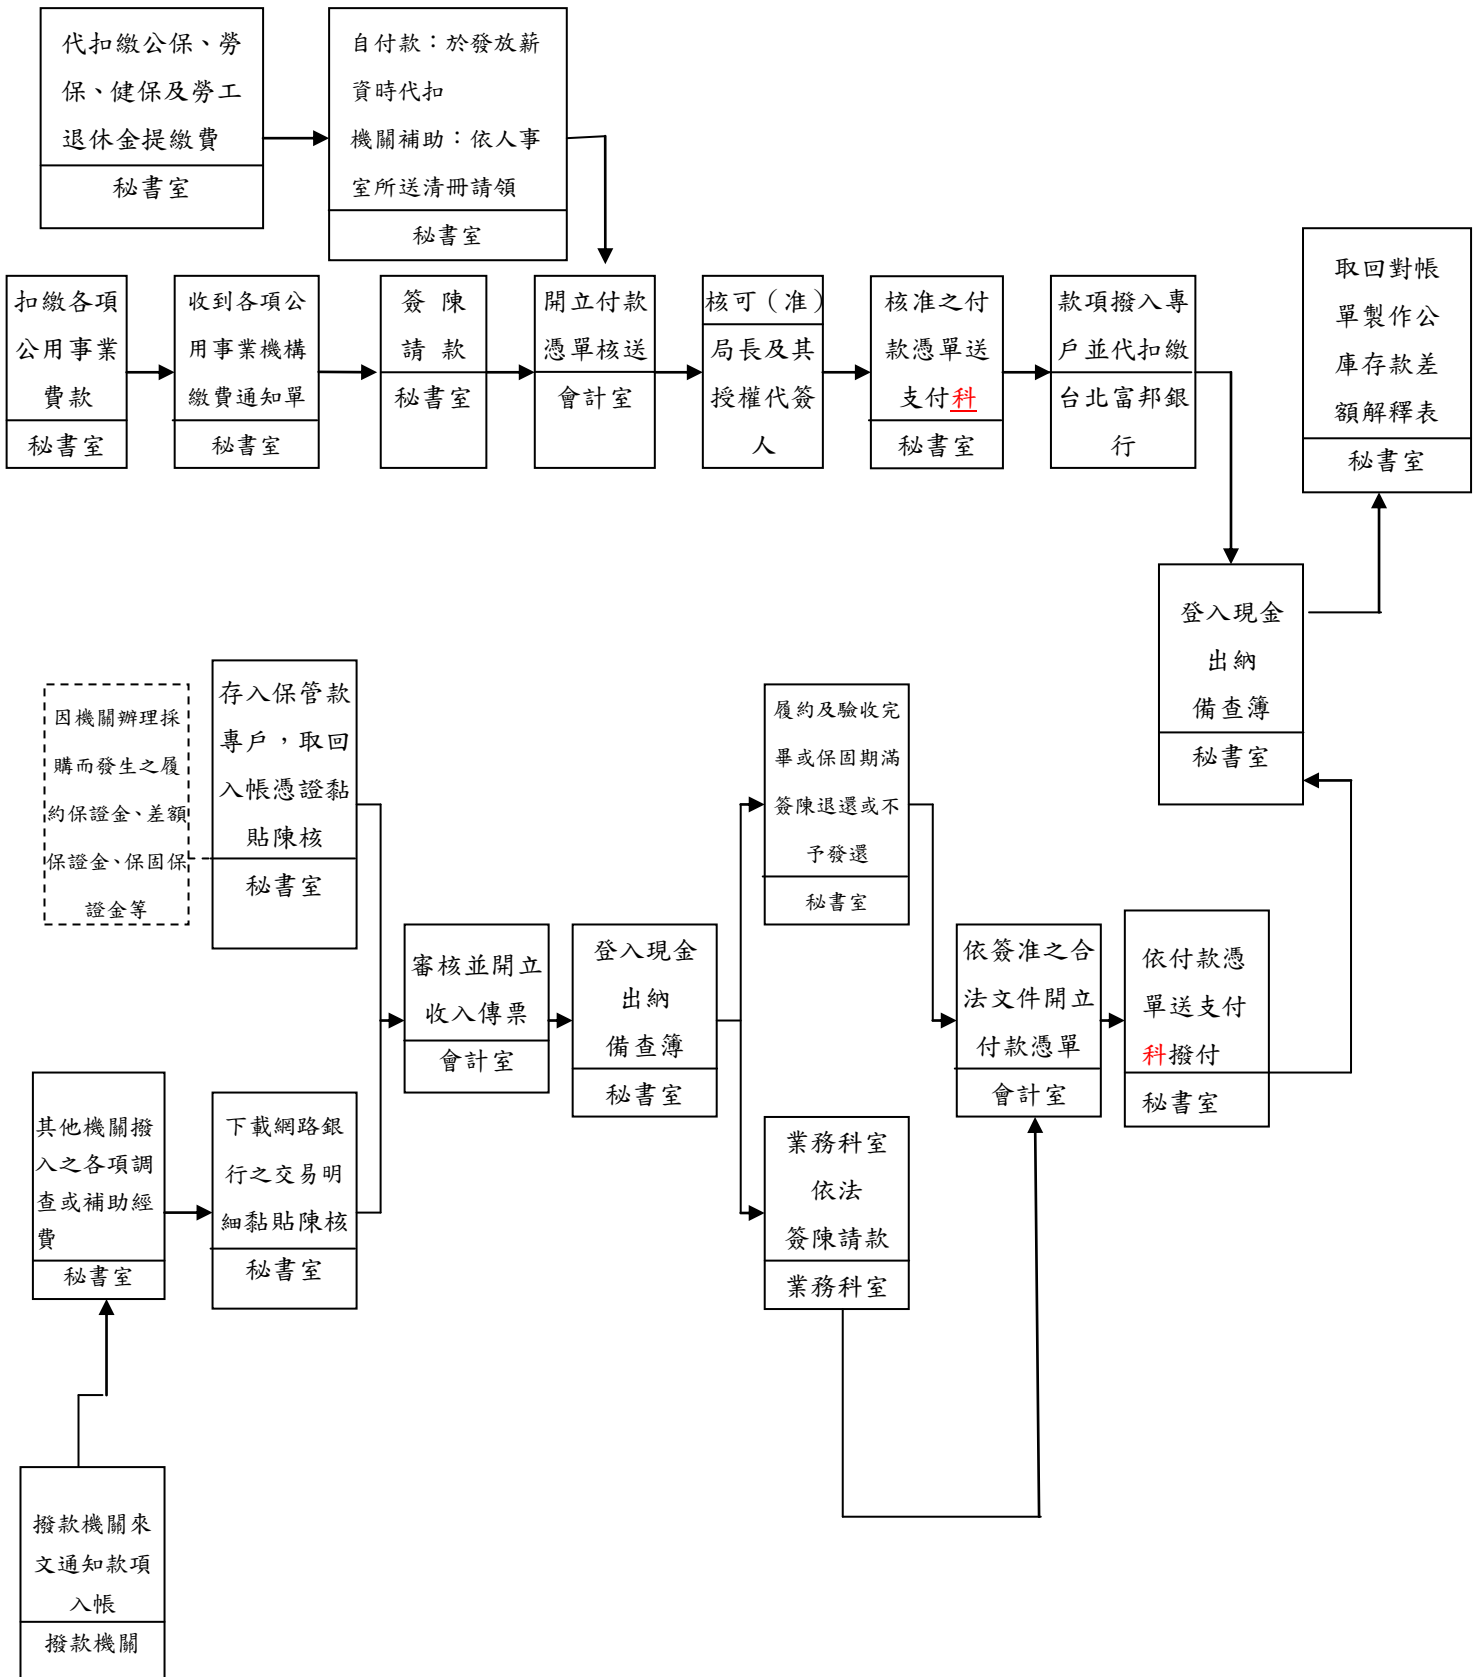 代扣繳公保、勞
保、健保及勞工
退休金提繳費
秘書室
自付款：於發放薪
資時代扣
機關補助：依人事
室所送清冊請領
秘書室
扣繳各項
公用事業
費款
秘書室
收到各項公
用事業機構
繳費通知單
秘書室
簽 陳
請 款
秘書室
開立付款
憑單核送
會計室
核可（准）
局長及其
授權代簽
人
核准之付
款憑單送
支付科
秘書室
款項撥入專
戶並代扣繳
台北富邦銀
行
取回對帳
單製作公
庫存款差
額解釋表
秘書室
登入現金
出納
備查簿
秘書室
因機關辦理採
購而發生之履
約保證金、差額
保證金、保固保
證金等
存入保管款
專戶，取回
入帳憑證黏
貼陳核
秘書室
履約及驗收完
畢或保固期滿
簽陳退還或不
予發還
秘書室
審核並開立
收入傳票
會計室
登入現金
出納
備查簿
秘書室
依簽准之合
法文件開立
付款憑單
會計室
依付款憑
單送支付
科撥付
秘書室
其他機關撥
入之各項調
查或補助經
費
秘書室
下載網路銀
行之交易明
細黏貼陳核
秘書室
業務科室
依法
簽陳請款
業務科室
撥款機關來
文通知款項
入帳
撥款機關